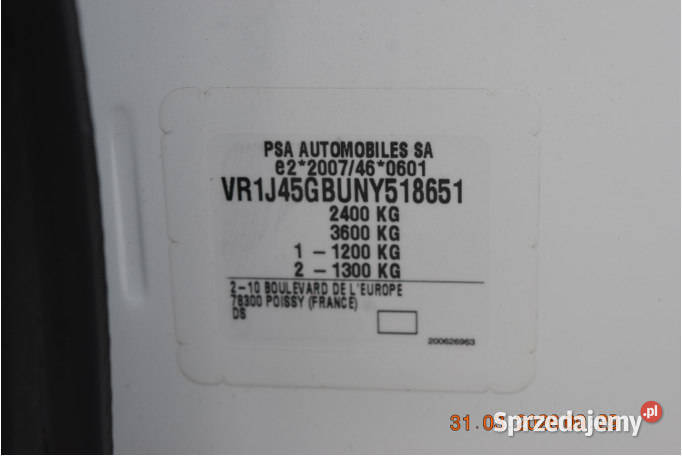 PSA AUTOMOBILES SA
e2*2007/46*0601
VR1J45GBUNY518651
2400 KG
3600 KG
1 - 1200 KG
2 - 1300 KG
2-10 BOULEVARD DE L'EUROPE
78300 POISSY (FRANCE)
DS
200626963
Sprzedajemy.pl